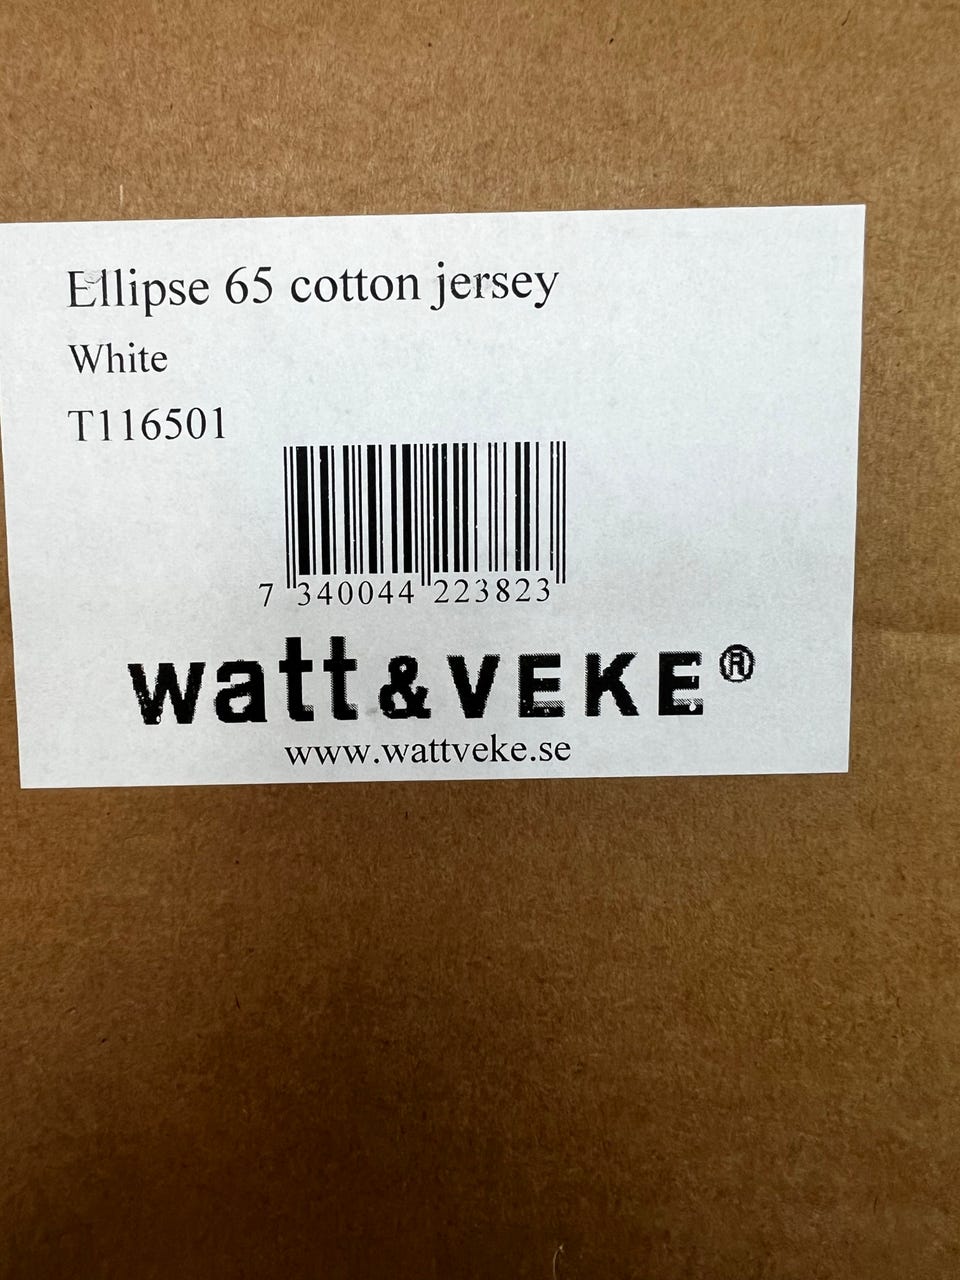 Ellipse 65 cotton jersey
White
T116501
7 340044 223823
watt&VEKE®
www.wattveke.se